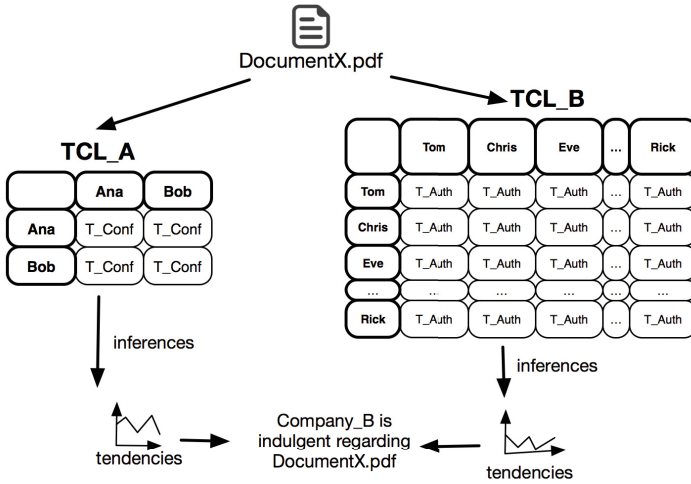 DocumentX.pdf
TCL_A
Ana Bob
Ana T_Conf T_Conf
Bob T_Conf T_Conf
inferences
tendencies
TCL_B
Tom Chris Eve ... Rick
Tom T_Auth T_Auth T_Auth ... T_Auth
Chris T_Auth T_Auth T_Auth ... T_Auth
Eve T_Auth T_Auth T_Auth ... T_Auth
... ... ... ... ... ...
Rick T_Auth T_Auth T_Auth ... T_Auth
inferences
tendencies
Company_B is
indulgent regarding
DocumentX.pdf